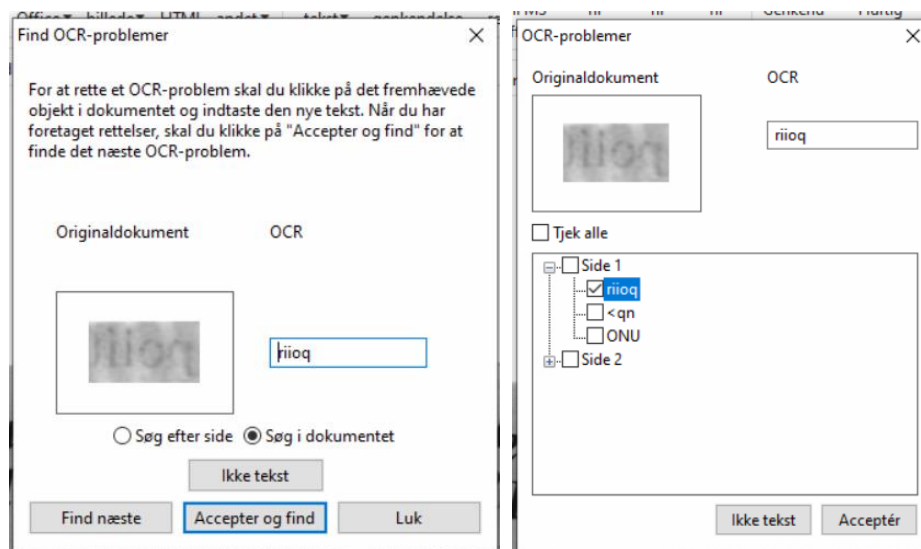 Find OCR-problemer
For at rette et OCR-problem skal du klikke på det fremhævede
objekt i dokumentet og indtaste den nye tekst. Når du har
foretaget rettelser, skal du klikke på "Accepter og find" for at
finde det næste OCR-problem.
Originaldokument OCR
riioq
Søg efter side Søg i dokumentet
Ikke tekst
Find næste Accepter og find Luk
OCR-problemer
Originaldokument OCR
riioq
Tjek alle
Side 1
riioq
<qn
ONU
Side 2
Ikke tekst Acceptér